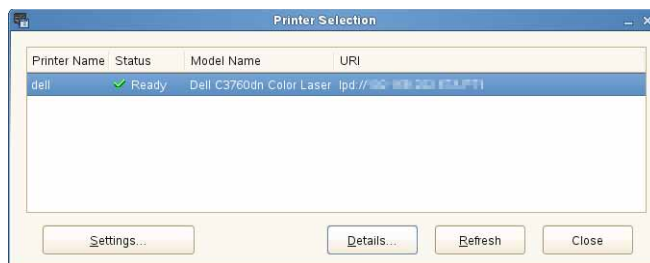 Printer Selection
Printer Name Status Model Name URI
dell Ready Dell C3760dn Color Laser lpd://
Settings... Details... Refresh Close